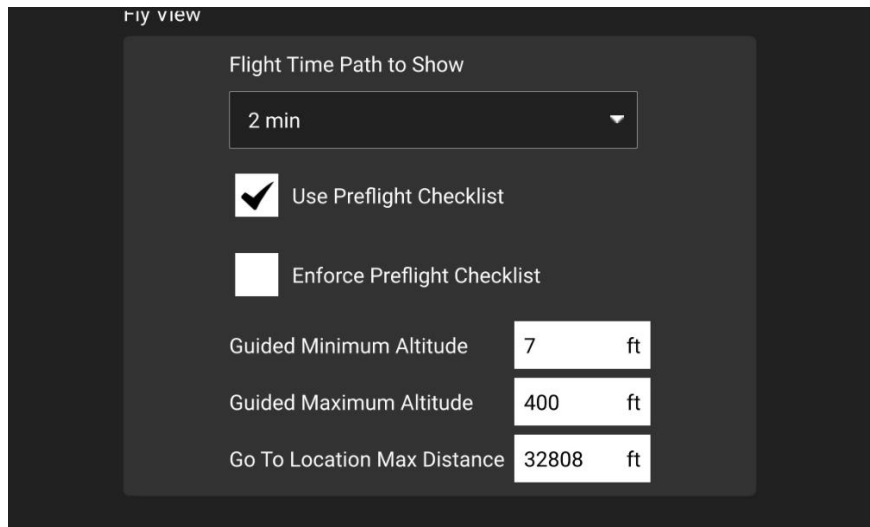 Fly View
Flight Time Path to Show
2 min
Use Preflight Checklist
Enforce Preflight Checklist
Guided Minimum Altitude 7 ft
Guided Maximum Altitude 400 ft
Go To Location Max Distance 32808 ft